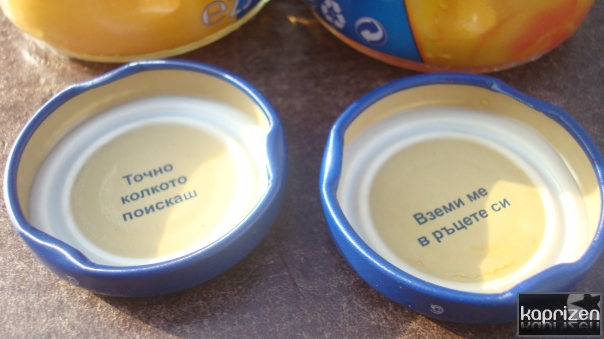 Точно
колкото
поискаш
Вземи ме
в ръцете си
kaprizen